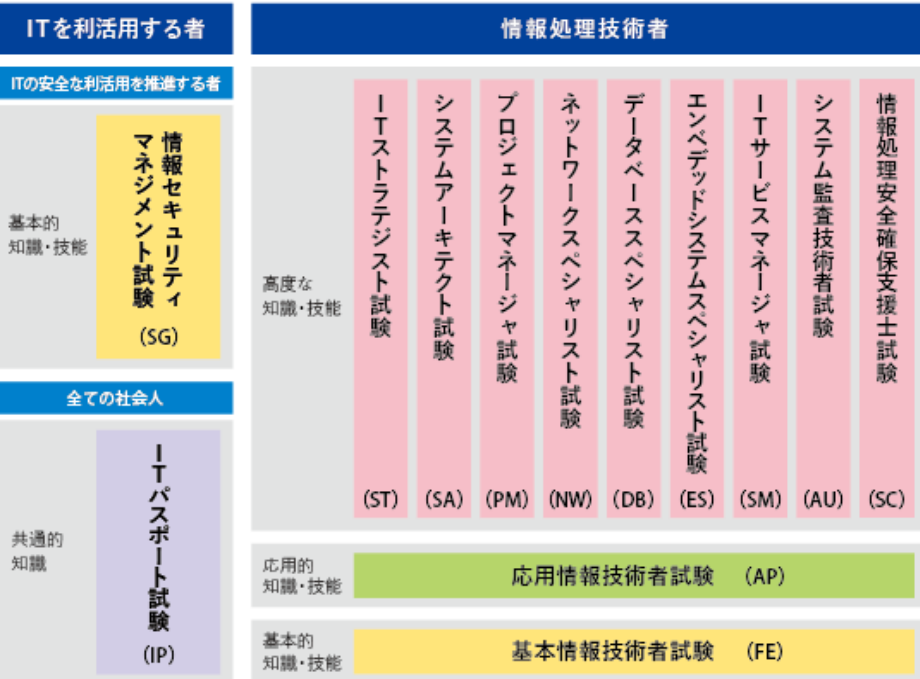 ITを利活用する者
ITの安全な利活用を推進する者
基本的
知識・技能
情報セキュリティ
マネジメント試験
(SG)
全ての社会人
共通的
知識
ITパスポート試験
(IP)
情報処理技術者
高度な
知識・技能
ITストラテジスト試験
(ST)
システムアーキテクト試験
(SA)
プロジェクトマネージャ試験
(PM)
ネットワークスペシャリスト試験
(NW)
データベーススペシャリスト試験
(DB)
エンベデッドシステムスペシャリスト試験
(ES)
ITサービスマネージャ試験
(SM)
システム監査技術者試験
(AU)
情報処理安全確保支援士試験
(SC)
応用的
知識・技能
応用情報技術者試験 (AP)
基本的
知識・技能
基本情報技術者試験 (FE)